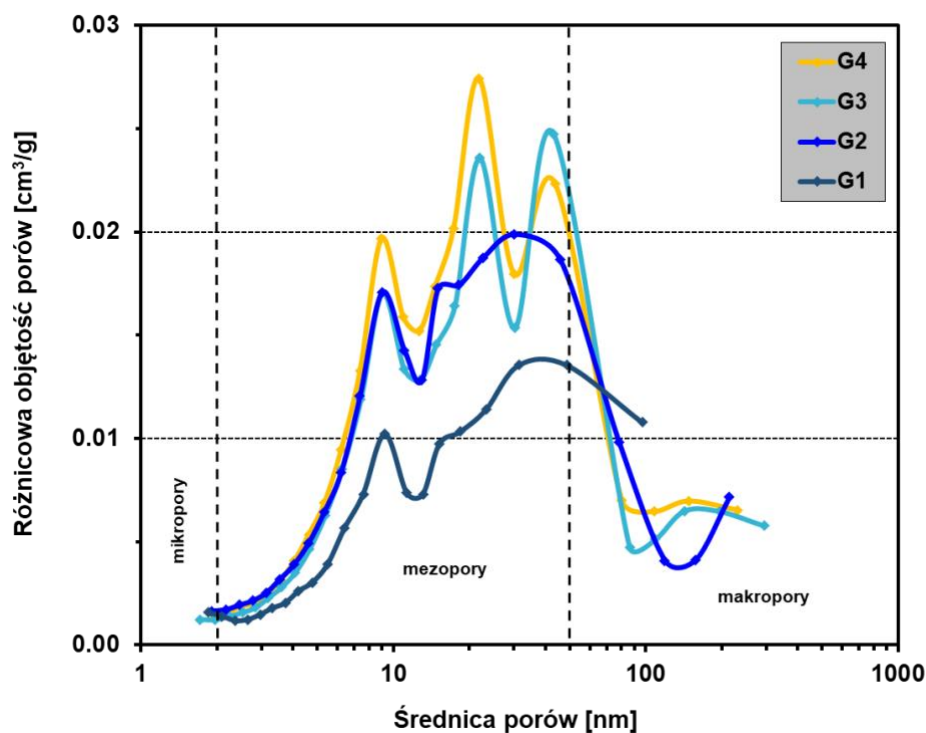 0.03
G4
G3
G2
G1
0.02
0.01
0.00
Różnicowa objętość porów [cm³/g]
mikropory
mezopory
makropory
1
10
100
1000
Średnica porów [nm]